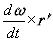 dω/dt × r′